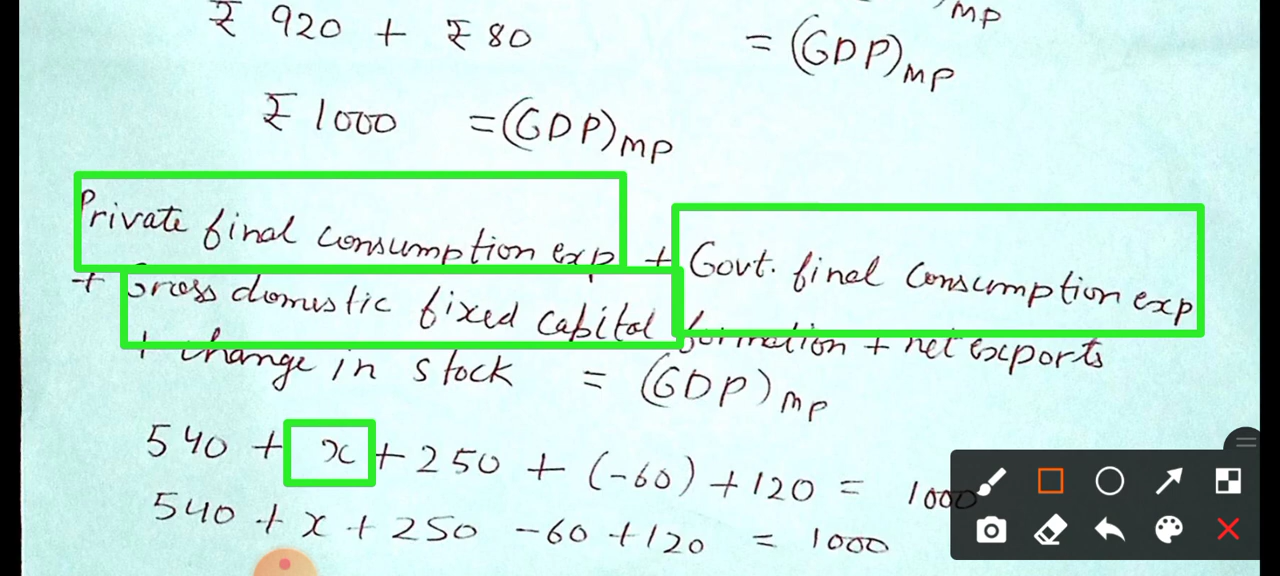 MP
₹ 920 + ₹ 80 = (GDP)MP
₹ 1000 = (GDP)MP
Private final consumption exp + Govt. final Consumption exp
+ Gross domestic fixed capital formation + net exports
+ change in stock = (GDP)MP
540 + x + 250 + (-60) + 120 = 1000
540 + x + 250 - 60 + 120 = 1000